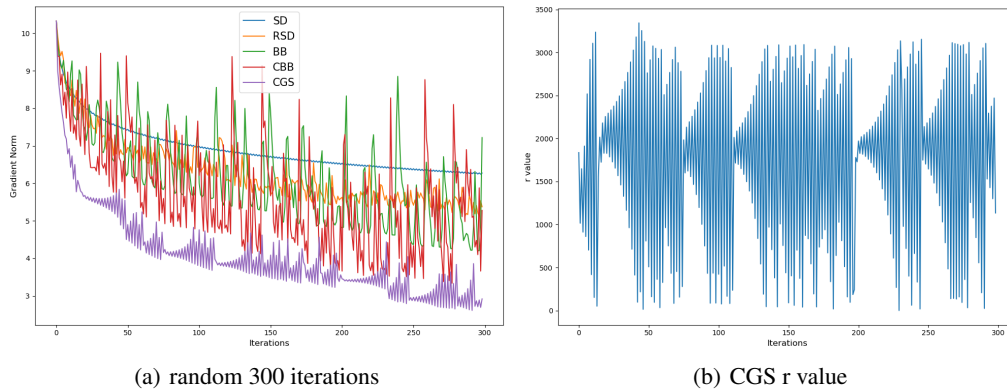 SD
RSD
BB
CBB
CGS
10
9
8
7
6
5
4
3
Gradient Norm
0 50 100 150 200 250 300
Iterations
3500
3000
2500
2000
1500
1000
500
0
r value
0 50 100 150 200 250 300
Iterations
(a) random 300 iterations
(b) CGS r value